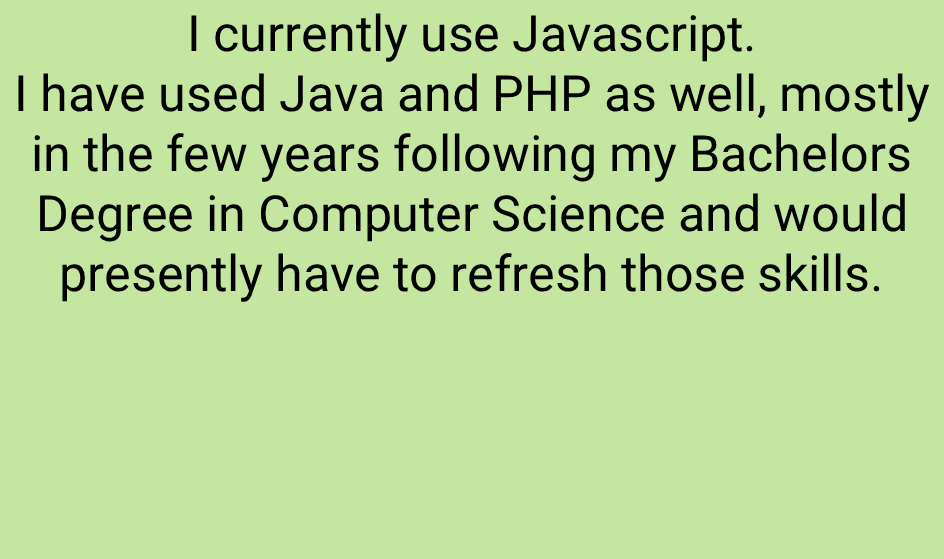 I currently use Javascript.
I have used Java and PHP as well, mostly
in the few years following my Bachelors
Degree in Computer Science and would
presently have to refresh those skills.